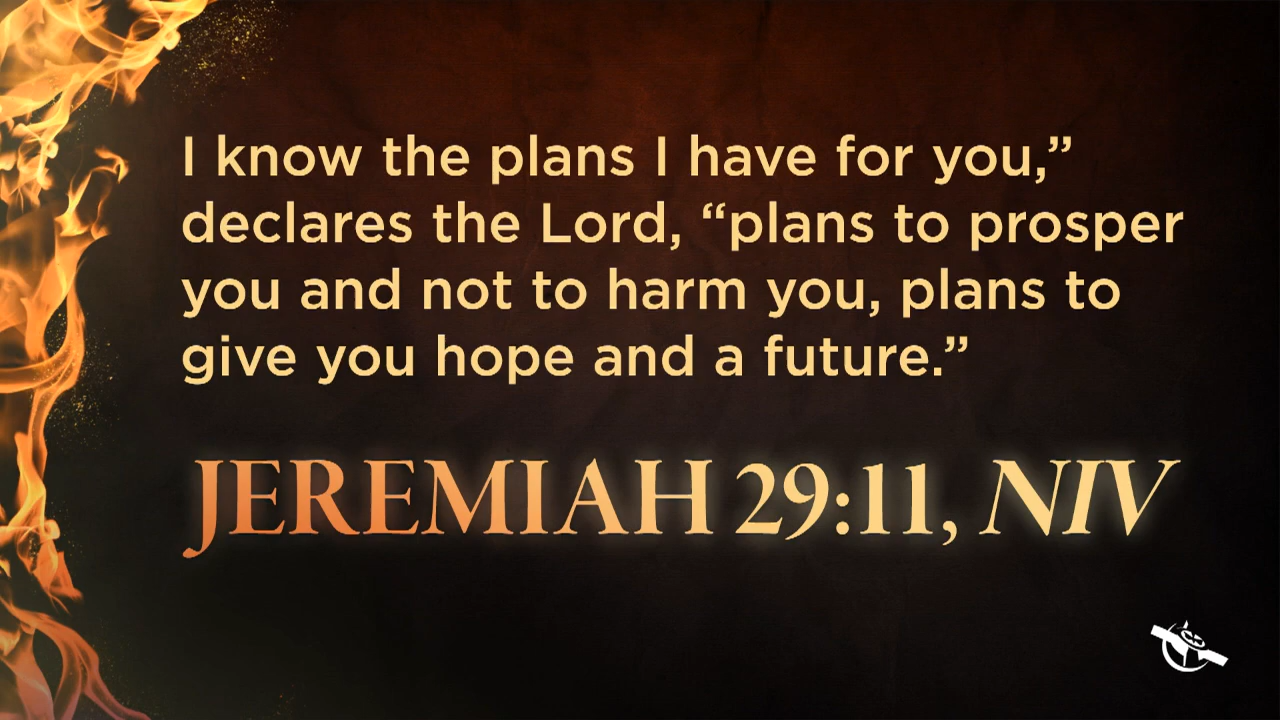 I know the plans I have for you,”
declares the Lord, “plans to prosper
you and not to harm you, plans to
give you hope and a future.”
JEREMIAH 29:11, NIV